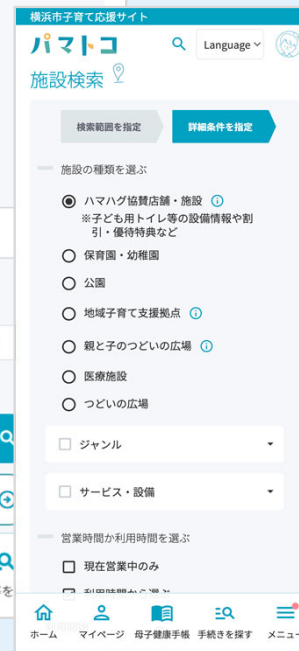 横浜市子育て応援サイト
パマトコ
Language
施設検索
検索範囲を指定
詳細条件を指定
施設の種類を選ぶ
ハマハグ協賛店舗・施設
※子ども用トイレ等の設備情報や割
引・優待特典など
保育園・幼稚園
公園
地域子育て支援拠点
親と子のつどいの広場
医療施設
つどいの広場
ジャンル
サービス・設備
営業時間か利用時間を選ぶ
現在営業中のみ
利用時間から選ぶ
ホーム
マイページ
母子健康手帳
手続きを探す
メニュー